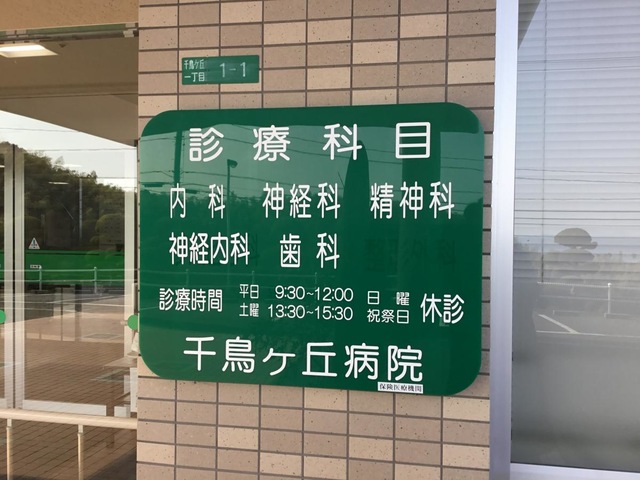 千鳥ケ丘
一丁目 1-1
診療科目
内科 神経科 精神科
神経内科 歯科
診療時間 平日 9:30~12:00 日曜 休診
土曜 13:30~15:30 祝祭日
千鳥ヶ丘病院
保険医療機関